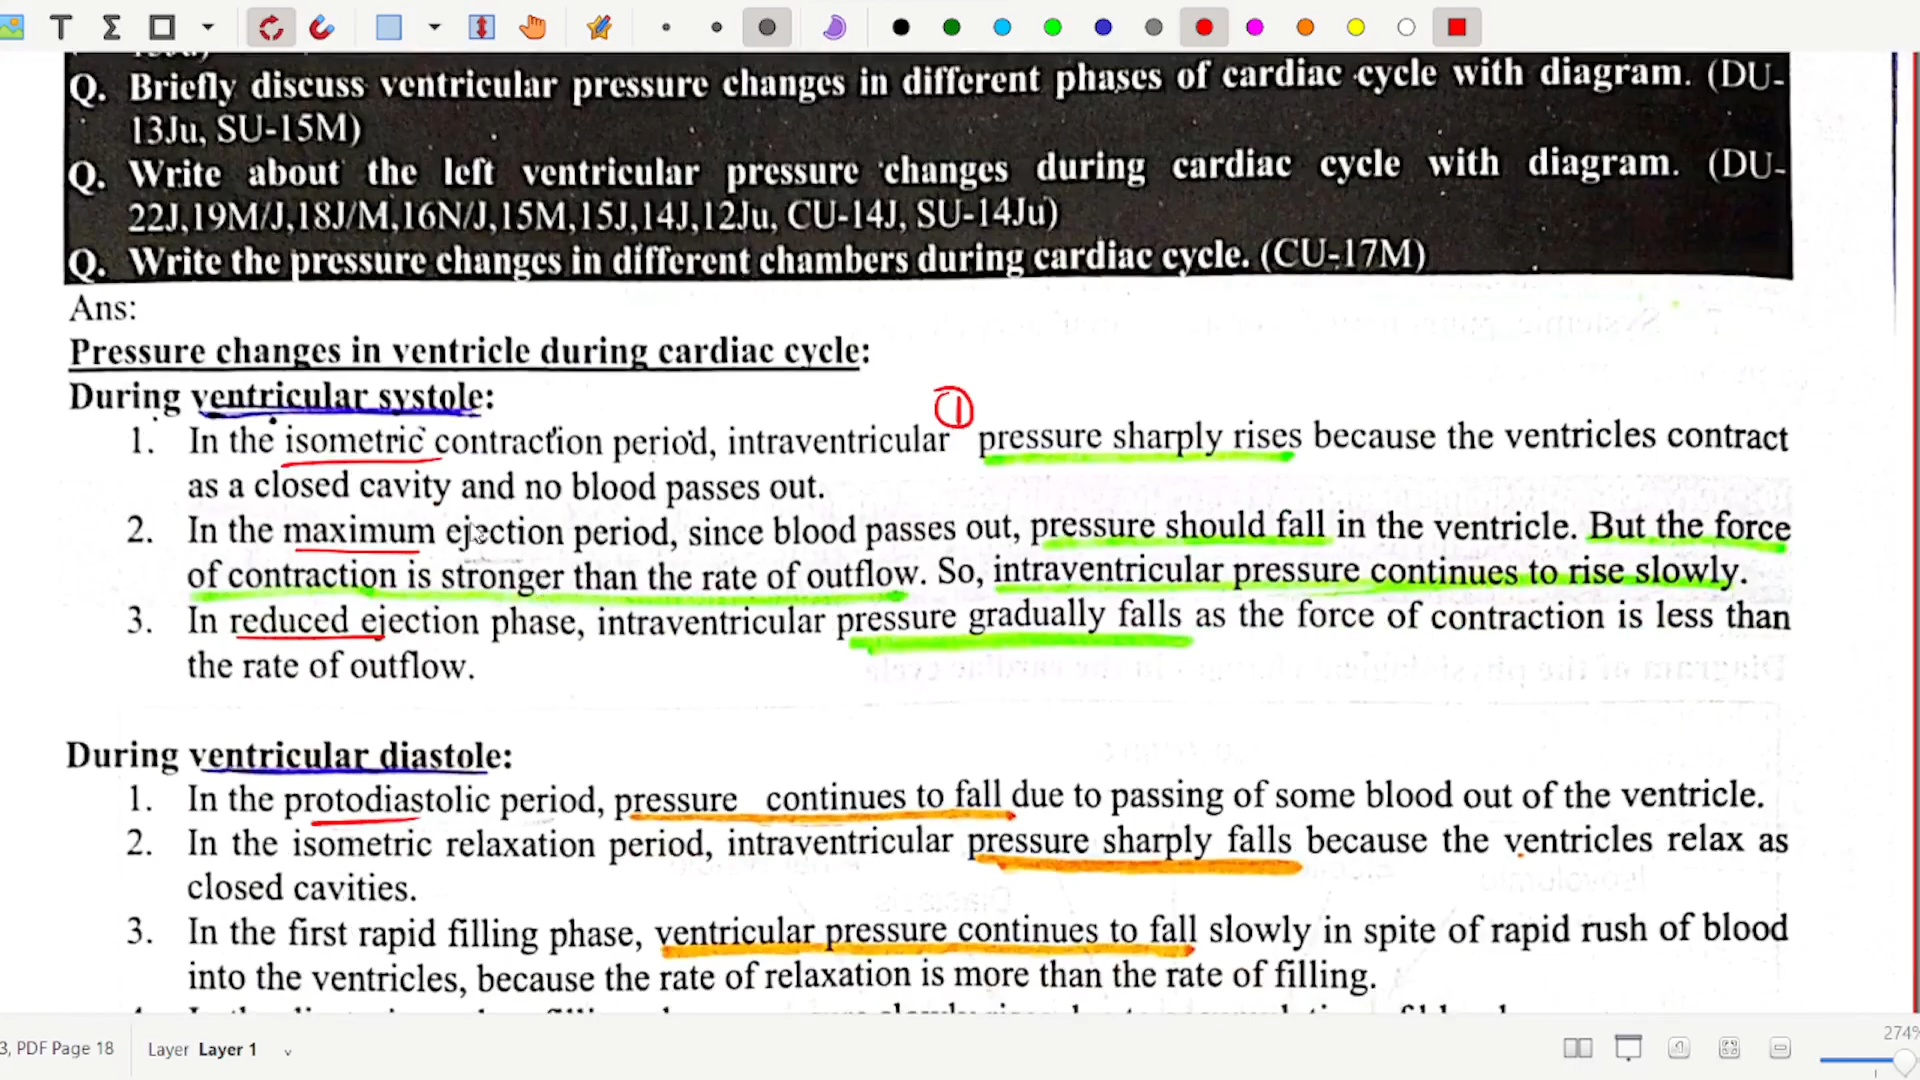 Q. Briefly discuss ventricular pressure changes in different phases of cardiac cycle with diagram. (DU-
13Ju, SU-15M)
Q. Write about the left ventricular pressure changes during cardiac cycle with diagram. (DU-
22J,19M/J,18J/M,16N/J,15M,15J,14J,12Ju, CU-14J, SU-14Ju)
Q. Write the pressure changes in different chambers during cardiac cycle. (CU-17M)
Ans:
Pressure changes in ventricle during cardiac cycle:
During ventricular systole:
1
1. In the isometric contraction period, intraventricular pressure sharply rises because the ventricles contract
as a closed cavity and no blood passes out.
2. In the maximum ejection period, since blood passes out, pressure should fall in the ventricle. But the force
of contraction is stronger than the rate of outflow. So, intraventricular pressure continues to rise slowly.
3. In reduced ejection phase, intraventricular pressure gradually falls as the force of contraction is less than
the rate of outflow.
During ventricular diastole:
1. In the protodiastolic period, pressure continues to fall due to passing of some blood out of the ventricle.
2. In the isometric relaxation period, intraventricular pressure sharply falls because the ventricles relax as
closed cavities.
3. In the first rapid filling phase, ventricular pressure continues to fall slowly in spite of rapid rush of blood
into the ventricles, because the rate of relaxation is more than the rate of filling.
3, PDF Page 18 Layer Layer 1
274%